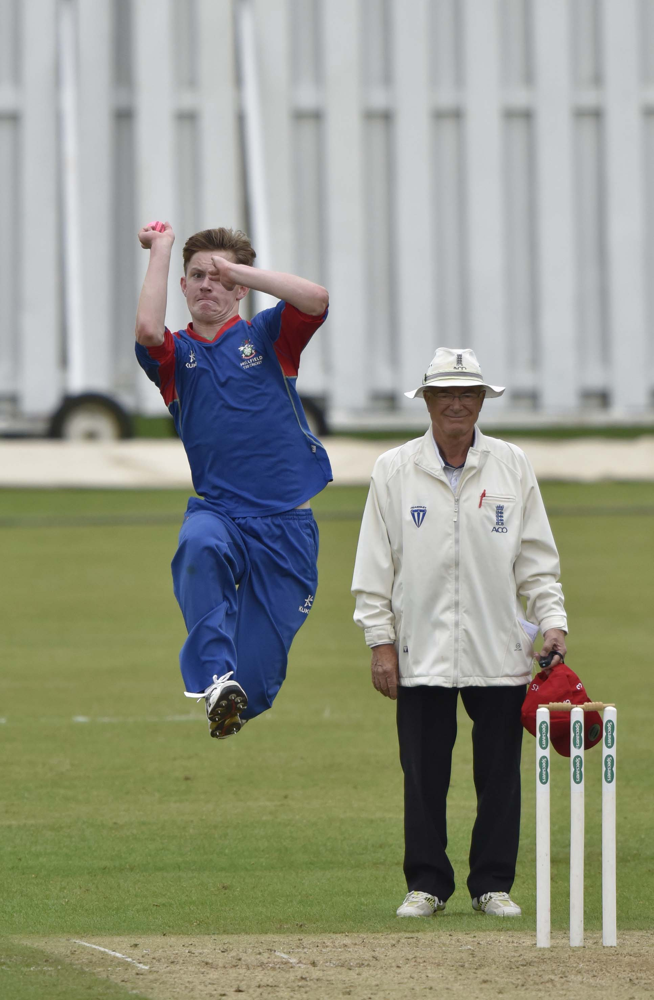 KUK
MILLFIELD
T20 CRICKET
ACO
FEARNLEY
ECB
ACO
KUK
Specsavers
Specsavers
Specsavers
Specsavers
Specsavers
Specsavers